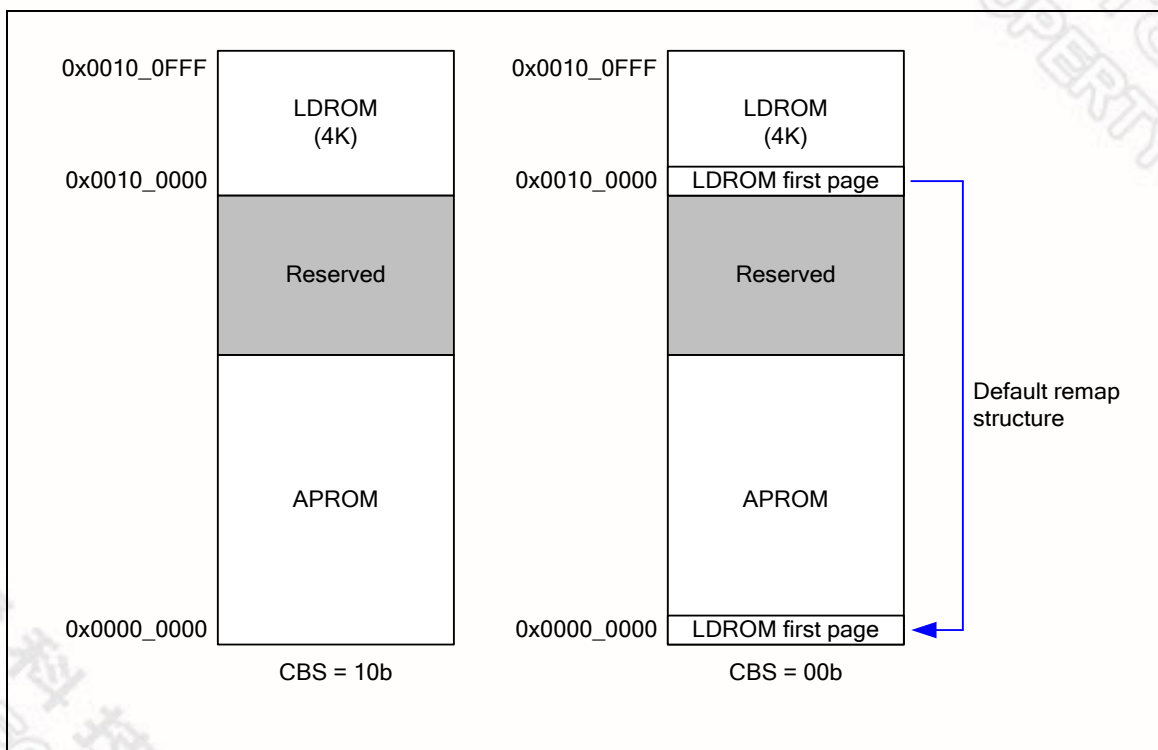 0x0010_0FFF
LDROM
(4K)
0x0010_0000
Reserved
APROM
0x0000_0000
CBS = 10b
0x0010_0FFF
LDROM
(4K)
0x0010_0000
LDROM first page
Reserved
APROM
0x0000_0000
LDROM first page
CBS = 00b
Default remap
structure